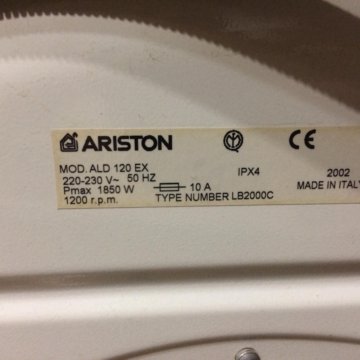 ARISTON
CE
MOD. ALD 120 EX
220-230 V~ 50 HZ
Pmax 1850 W
1200 r.p.m.
10 A
TYPE NUMBER LB2000C
IPX4
2002
MADE IN ITALY